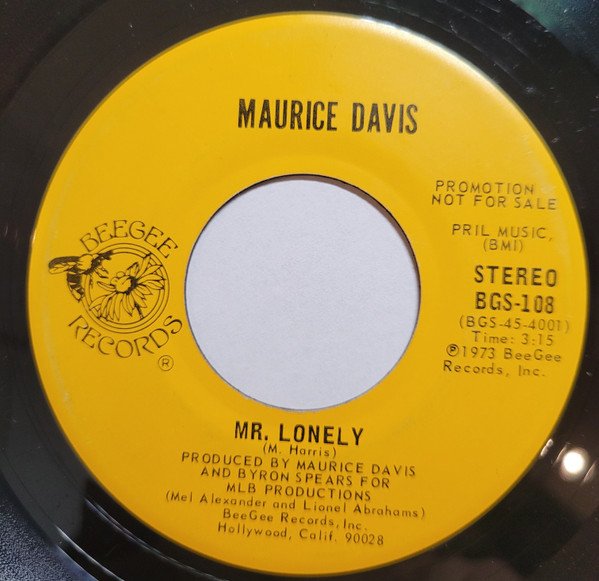 MAURICE DAVIS
PROMOTION
NOT FOR SALE
PRIL MUSIC,
(BMI)
BEEGEE
RECORDS
®
STEREO
BGS-108
(BGS-45-4001)
Time: 3:15
℗1973 BeeGee
Records, Inc.
MR. LONELY
(M. Harris)
PRODUCED BY MAURICE DAVIS
AND BYRON SPEARS FOR
MLB PRODUCTIONS
(Mel Alexander and Lionel Abrahams)
BeeGee Records, Inc.
Hollywood, Calif. 90028